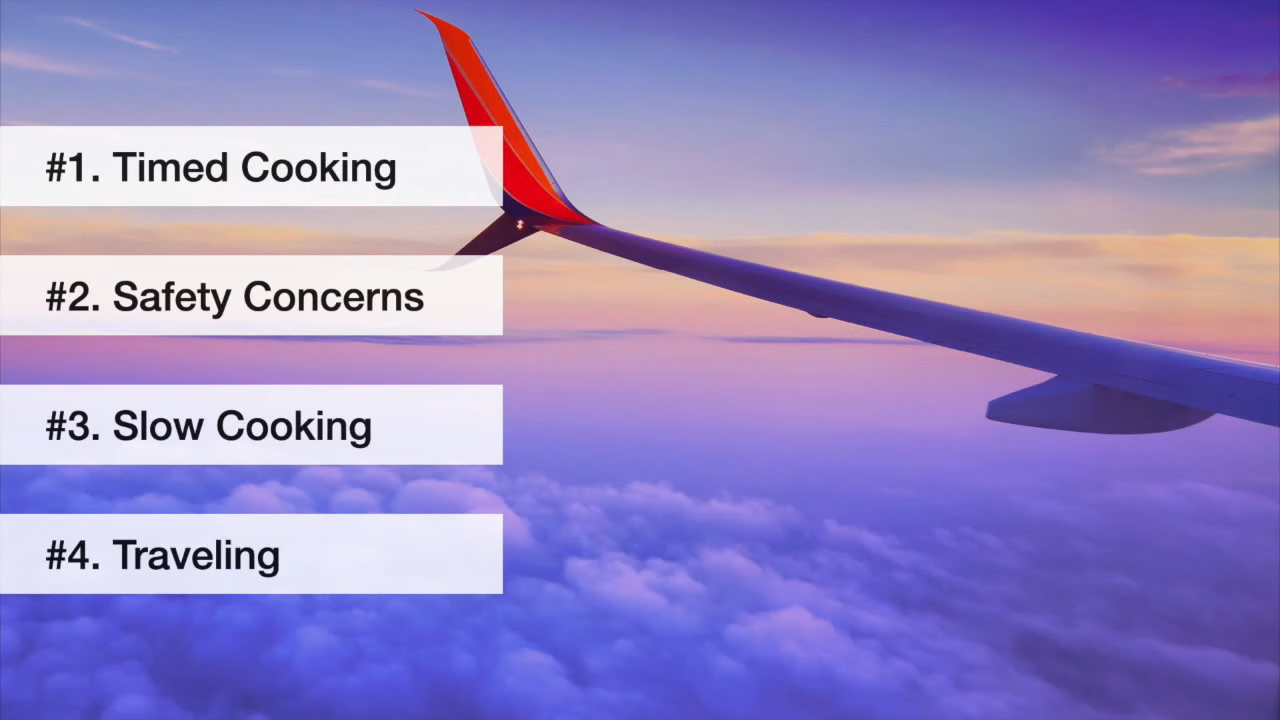 #1. Timed Cooking
#2. Safety Concerns
#3. Slow Cooking
#4. Traveling